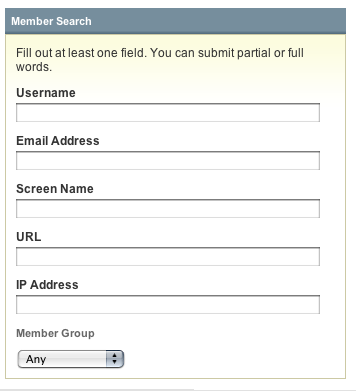 Member Search
Fill out at least one field. You can submit partial or full
words.
Username
Email Address
Screen Name
URL
IP Address
Member Group
Any